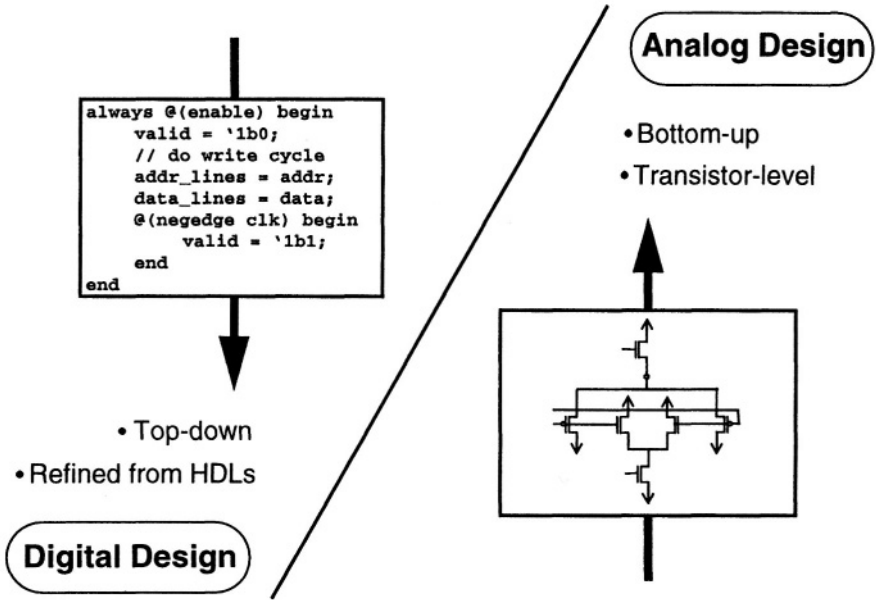 always @(enable) begin
valid = `1b0;
// do write cycle
addr_lines = addr;
data_lines = data;
@(negedge clk) begin
valid = `1b1;
end
end
• Top-down
• Refined from HDLs
Digital Design
Analog Design
• Bottom-up
• Transistor-level